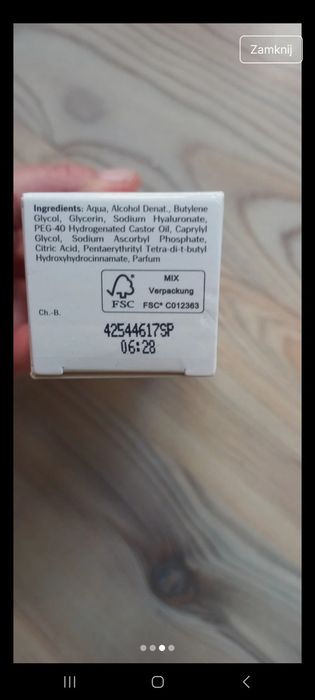 Zamknij
Ingredients: Aqua, Alcohol Denat., Butylene
Glycol, Glycerin, Sodium Hyaluronate,
PEG-40 Hydrogenated Castor Oil, Caprylyl
Glycol, Sodium Ascorbyl Phosphate,
Citric Acid, Pentaerythrityl Tetra-di-t-butyl
Hydroxyhydrocinnamate, Parfum
MIX
Verpackung
FSC
FSC® C012363
Ch.-B.
42544617SP
06:28